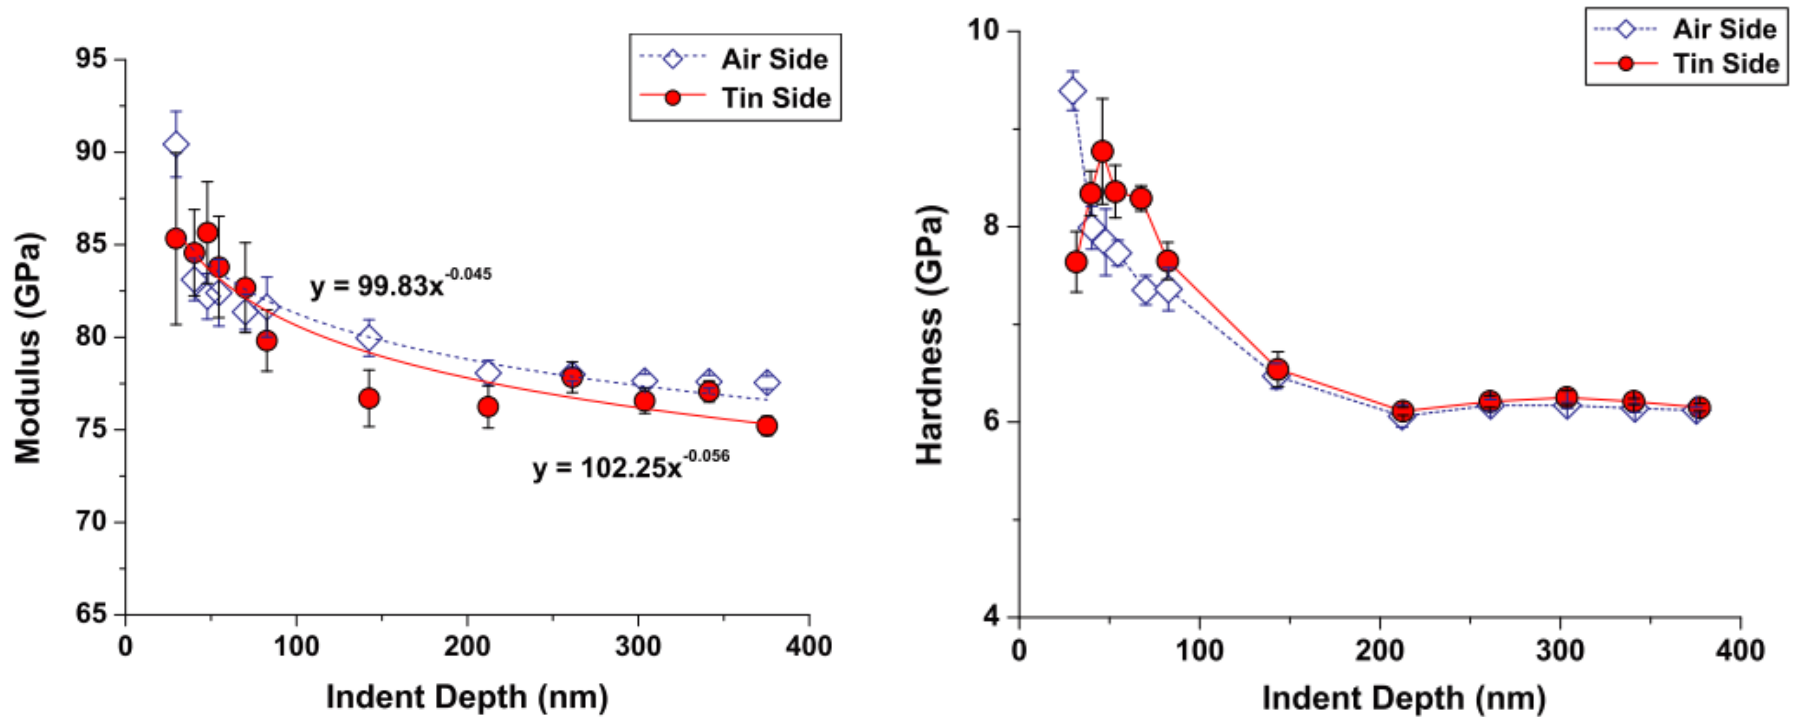 Air Side
Tin Side
95
90
85
80
75
70
65
0
100
200
300
400
Modulus (GPa)
Indent Depth (nm)
y = 99.83x^-0.045
y = 102.25x^-0.056
Air Side
Tin Side
10
8
6
4
0
100
200
300
400
Hardness (GPa)
Indent Depth (nm)